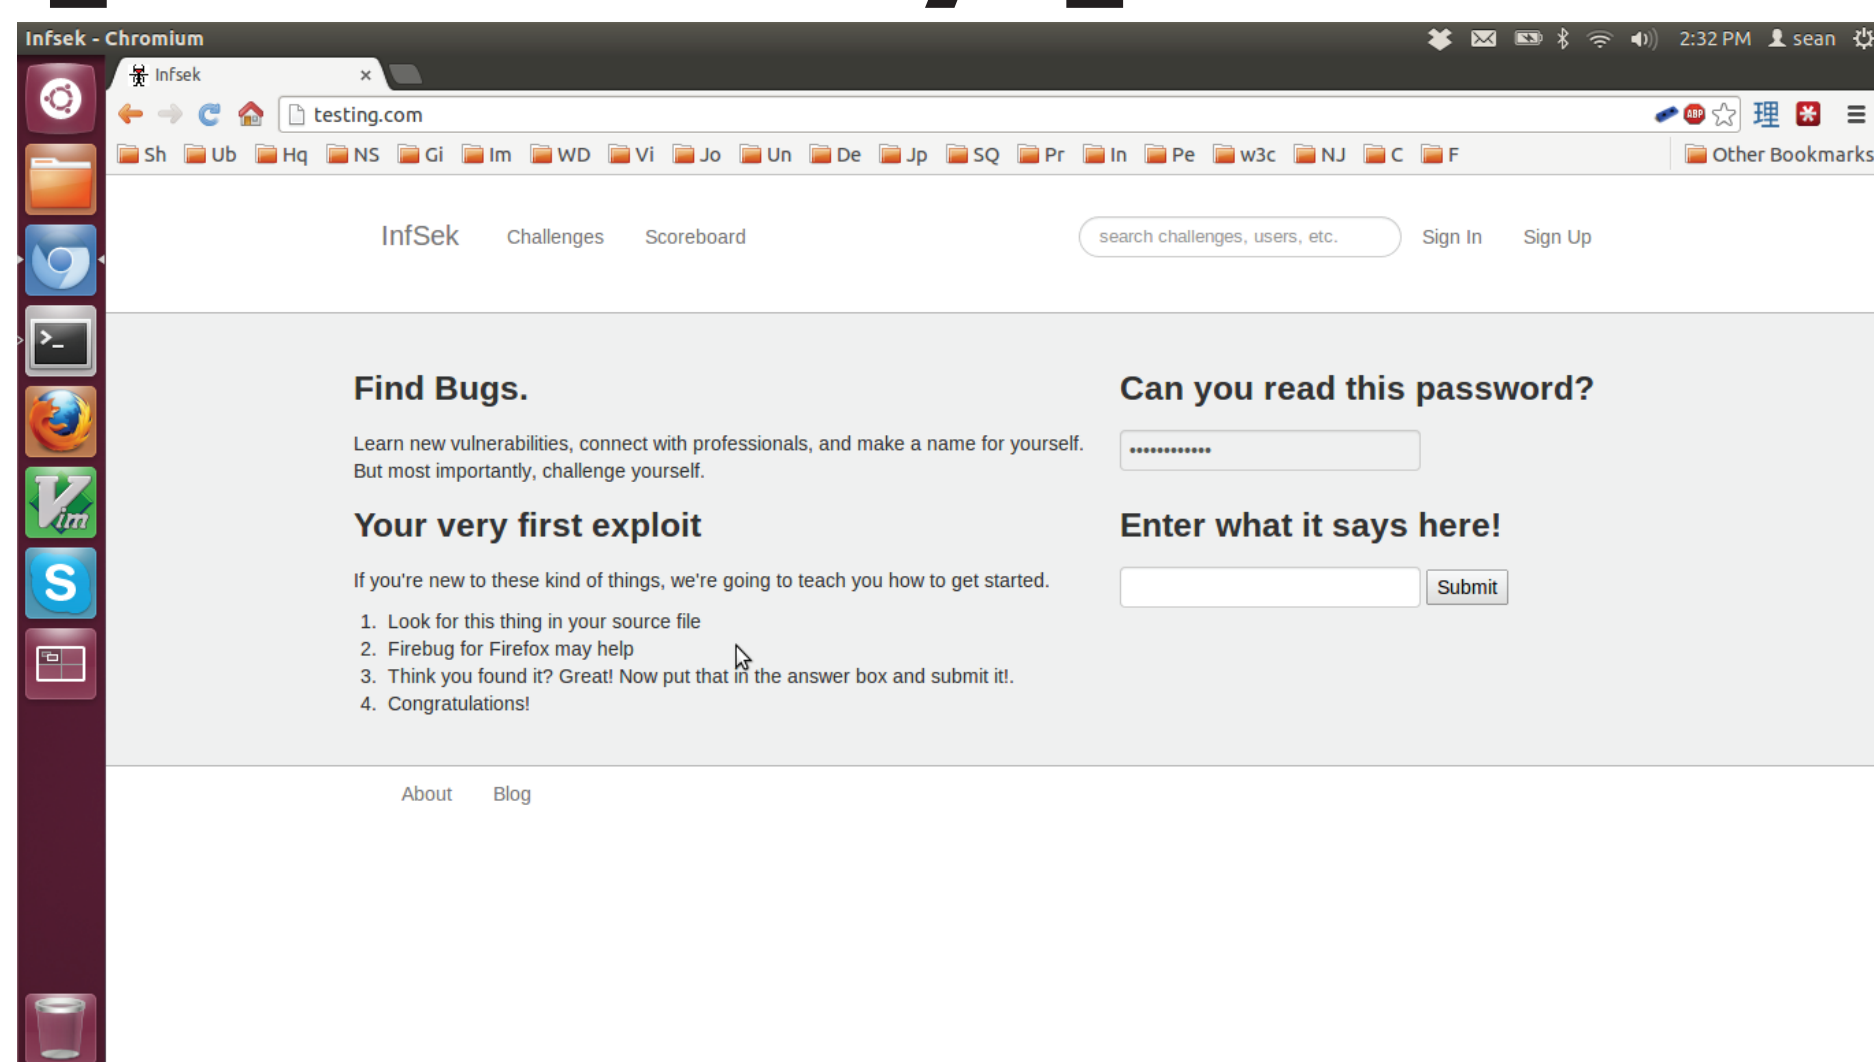 Infsek - Chromium
2:32 PM sean
Infsek
testing.com
ABP 理
Sh Ub Hq NS Gi Im WD Vi Jo Un De Jp SQ Pr In Pe w3c NJ C F Other Bookmarks
InfSek Challenges Scoreboard search challenges, users, etc. Sign In Sign Up
Find Bugs.
Learn new vulnerabilities, connect with professionals, and make a name for yourself.
But most importantly, challenge yourself.
Your very first exploit
If you're new to these kind of things, we're going to teach you how to get started.
1. Look for this thing in your source file
2. Firebug for Firefox may help
3. Think you found it? Great! Now put that in the answer box and submit it!.
4. Congratulations!
Can you read this password?
••••••••••••
Enter what it says here!
Submit
About Blog
Vim
S